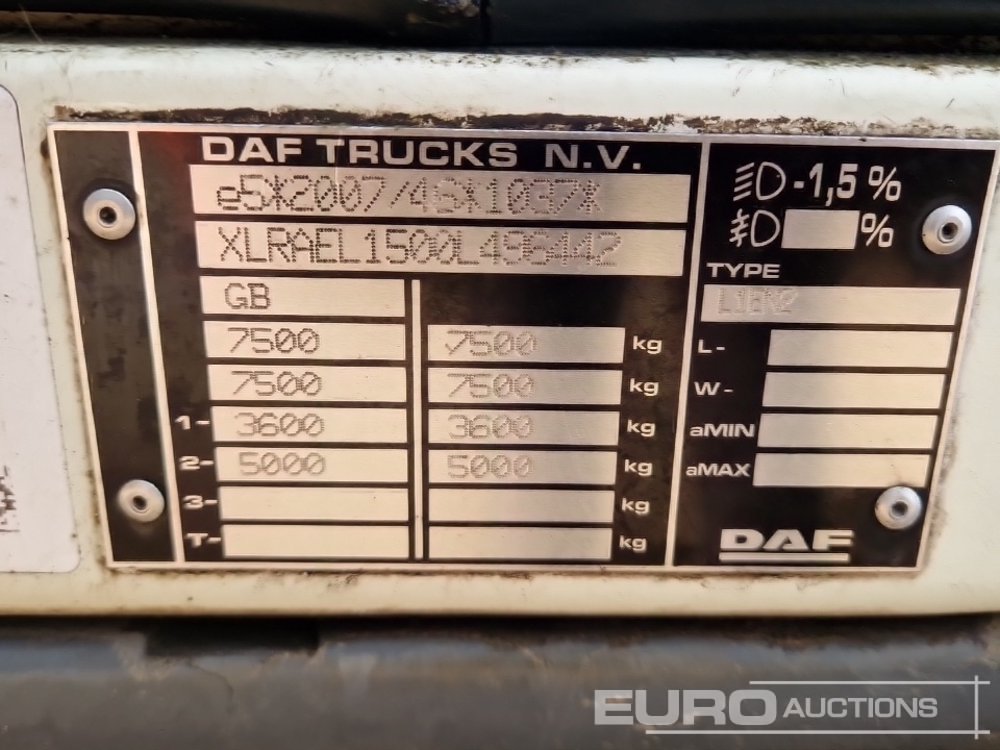 DAF TRUCKS N.V.
e5*2007/46*1037*
GB
7500 7500 kg
7500 7500 kg
1- 3600 3600 kg
2- 5000 5000 kg
3- kg
T- kg
-1,5 %
%
TYPE
L1EN2
L-
W-
aMIN
aMAX
DAF
EURO AUCTIONS